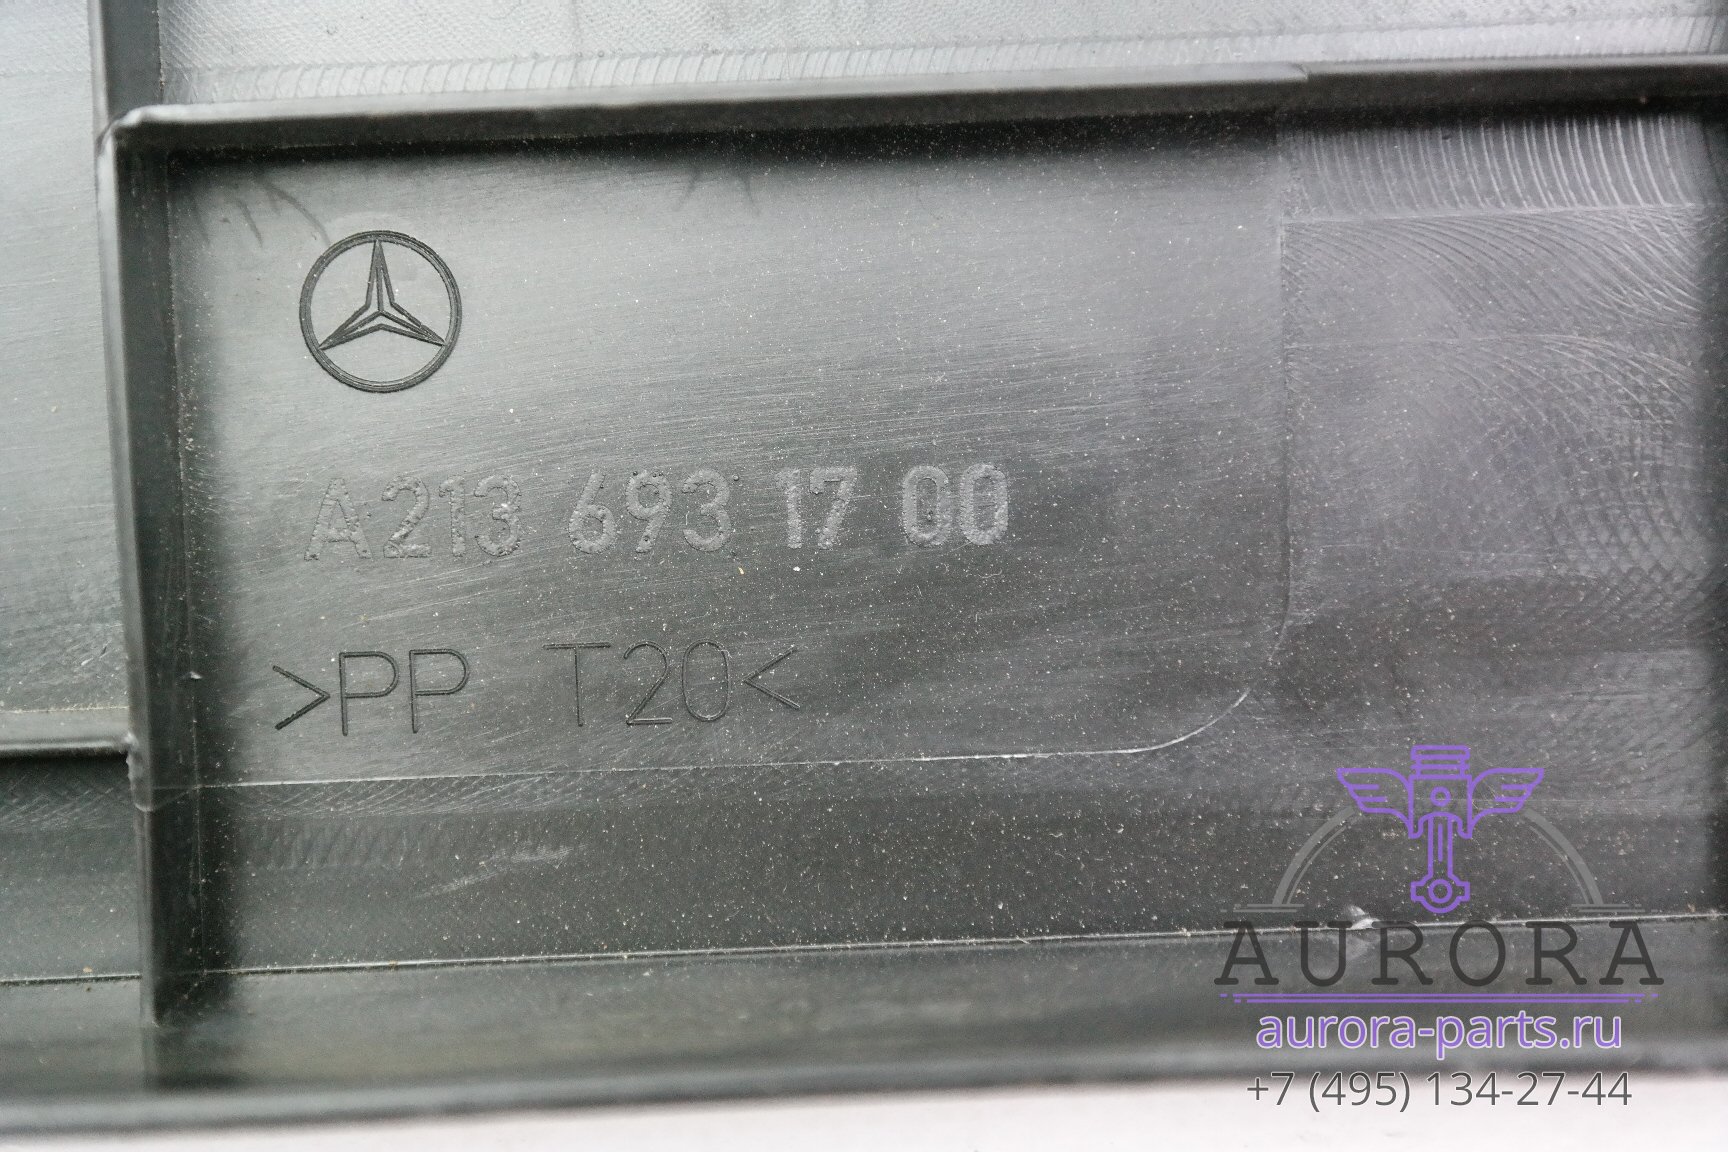 A213 693 17 00
>PP T20<
AURORA
aurora-parts.ru
+7 (495) 134-27-44